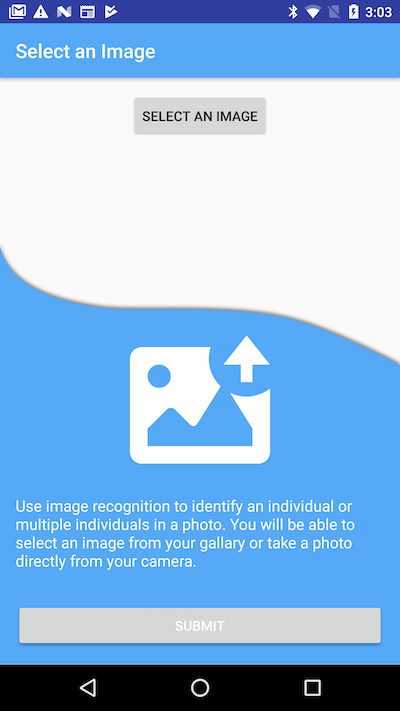 3:03
Select an Image
SELECT AN IMAGE
Use image recognition to identify an individual or
multiple individuals in a photo. You will be able to
select an image from your gallary or take a photo
directly from your camera.
SUBMIT